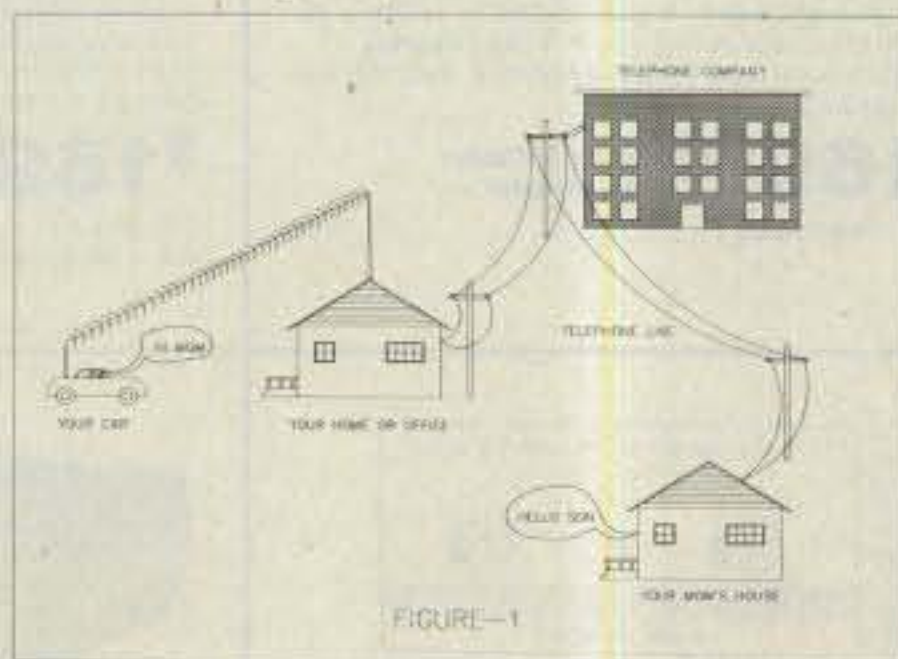 TELEPHONE COMPANY
TELEPHONE LINE
HI MOM
YOUR CAR
YOUR HOME OR OFFICE
HELLO SON
YOUR MOM'S HOUSE
FIGURE-1